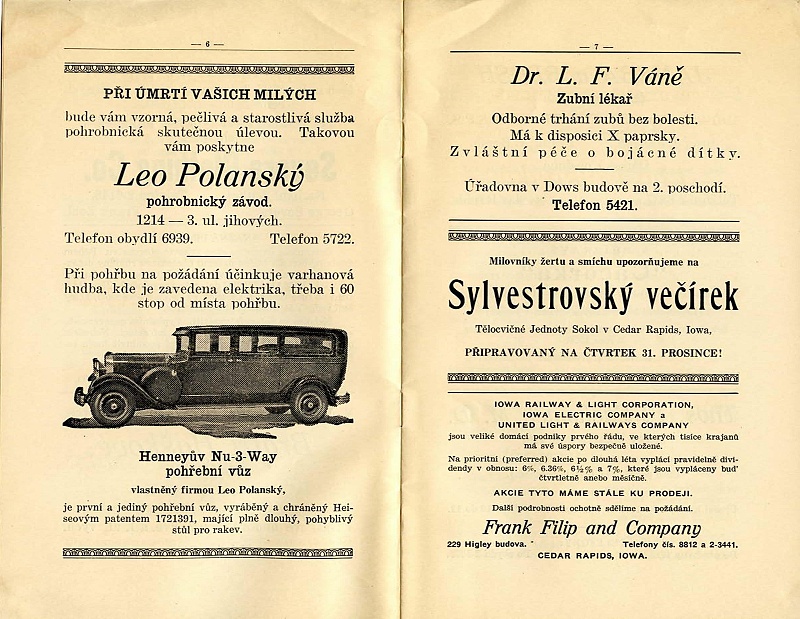 — 6 —
PŘI ÚMRTÍ VAŠICH MILÝCH
bude vám vzorná, pečlivá a starostlivá služba
pohrobnická skutečnou úlevou. Takovou
vám poskytne
Leo Polanský
pohrobnický závod.
1214 — 3. ul. jihových.
Telefon obydlí 6939. Telefon 5722.
Při pohřbu na požádání účinkuje varhanová
hudba, kde je zavedena elektrika, třeba i 60
stop od místa pohřbu.
Henneyův Nu-3-Way
pohřební vůz
vlastněný firmou Leo Polanský,
je první a jediný pohřební vůz, vyráběný a chráněný Hei-
seovým patentem 1721391, mající plně dlouhý, pohyblivý
stůl pro rakev.
— 7 —
Dr. L. F. Váně
Zubní lékař
Odborné trhání zubů bez bolesti.
Má k disposici X paprsky.
Zvláštní péče o bojácné dítky.
Úřadovna v Dows budově na 2. poschodí.
Telefon 5421.
Milovníky žertu a smíchu upozorňujeme na
Sylvestrovský večírek
Tělocvičné Jednoty Sokol v Cedar Rapids, Iowa,
PŘIPRAVOVANÝ NA ČTVRTEK 31. PROSINCE!
IOWA RAILWAY & LIGHT CORPORATION,
IOWA ELECTRIC COMPANY a
UNITED LIGHT & RAILWAYS COMPANY
jsou veliké domácí podniky prvého řádu, ve kterých tisíce krajanů
má své úspory bezpečně uložené.
Na prioritní (preferred) akcie po dlouhá léta vyplácí pravidelně divi-
dendy v obnosu: 6%, 6.36%, 6½% a 7%, které jsou vypláceny buď
čtvrtletně anebo měsíčně.
AKCIE TYTO MÁME STÁLE KU PRODEJI.
Další podrobnosti ochotně sdělíme na požádání.
Frank Filip and Company
229 Higley budova. Telefony čís. 8812 a 2-3441.
CEDAR RAPIDS, IOWA.